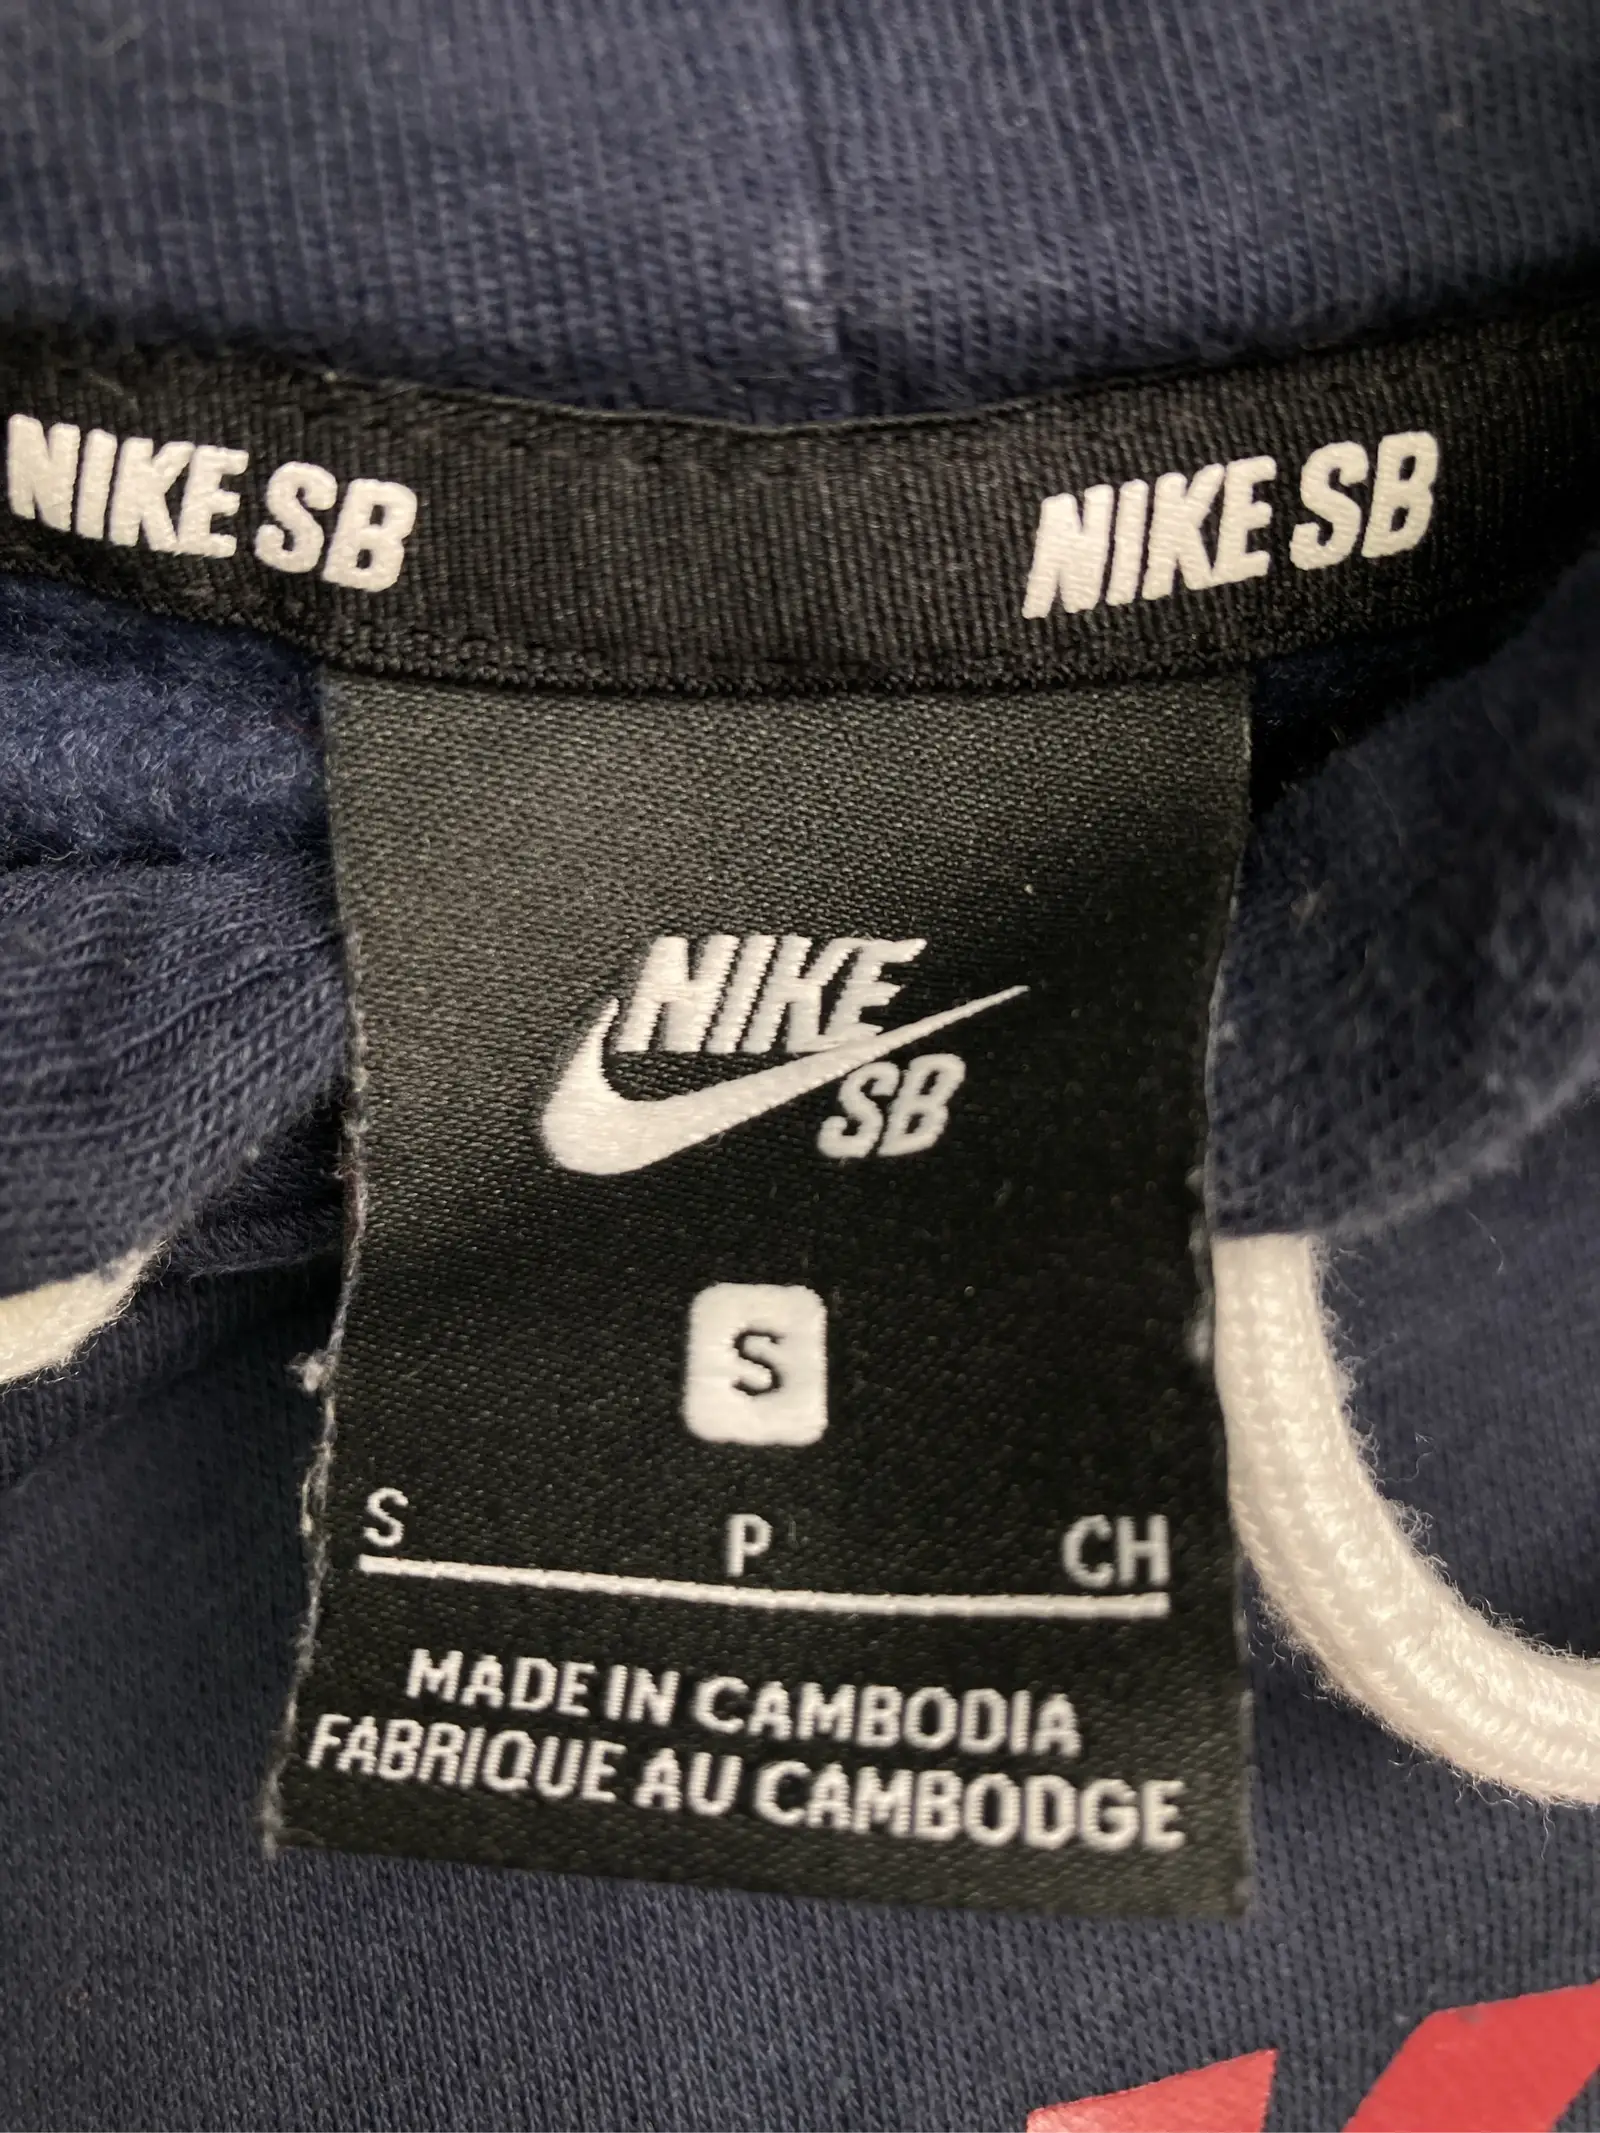 NIKE SB NIKE SB
NIKE
SB
S
S P CH
MADE IN CAMBODIA
FABRIQUE AU CAMBODGE